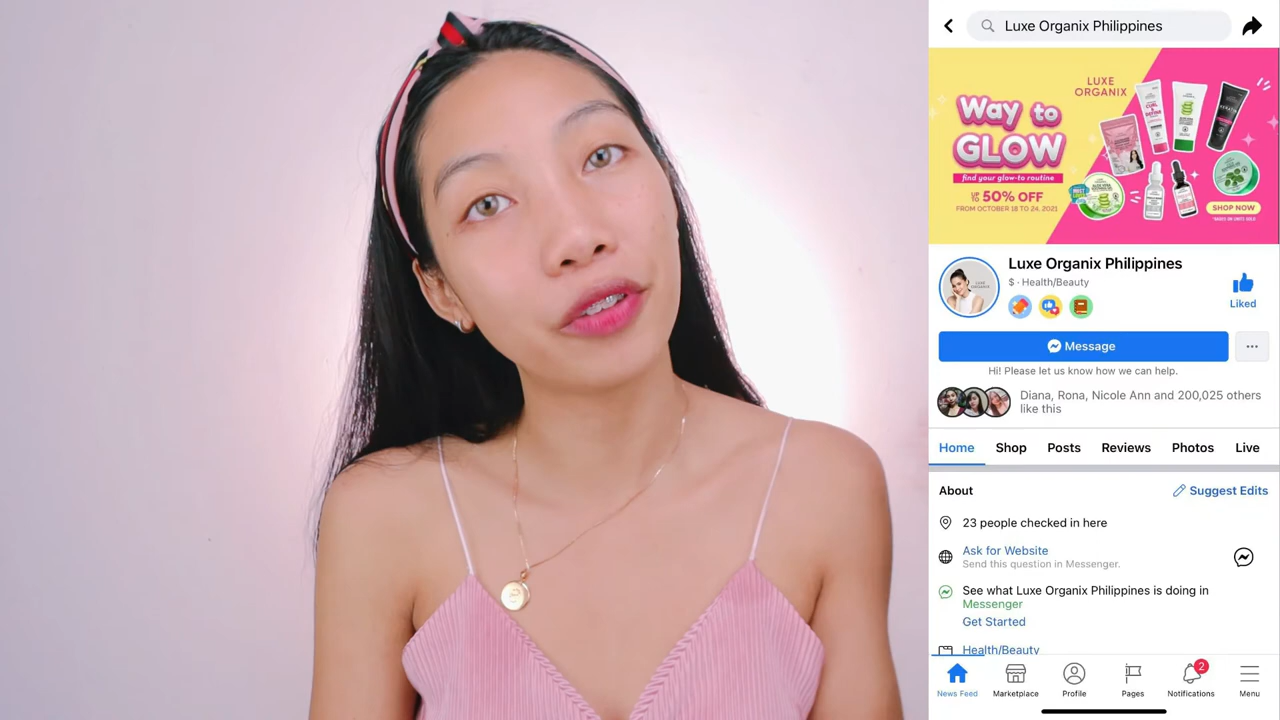 Luxe Organix Philippines
LUXE
ORGANIX
Way to
GLOW
find your glow-to routine
UP TO 50% OFF
FROM OCTOBER 18 TO 24, 2021
SHOP NOW
Luxe Organix Philippines
$ · Health/Beauty
Liked
Message
Hi! Please let us know how we can help.
Diana, Rona, Nicole Ann and 200,025 others
like this
Home Shop Posts Reviews Photos Live
About
Suggest Edits
23 people checked in here
Ask for Website
Send this question in Messenger.
See what Luxe Organix Philippines is doing in
Messenger
Get Started
Health/Beauty
2
News Feed Marketplace Profile Pages Notifications Menu